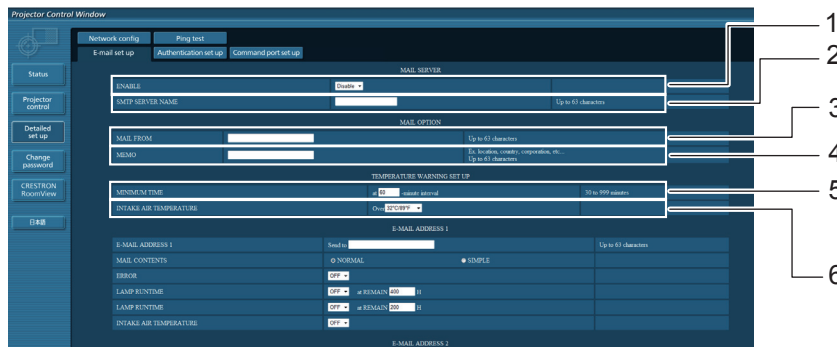 Projector Control Window
Network config Ping test
E-mail set up Authentication set up Command port set up
Status
Projector control
Detailed set up
Change password
CRESTRON RoomView
日本語
MAIL SERVER
ENABLE Disable
SMTP SERVER NAME Up to 63 characters
MAIL OPTION
MAIL FROM Up to 63 characters
MEMO Ex. location, country, corporation, etc...
Up to 63 characters
TEMPERATURE WARNING SET UP
MINIMUM TIME at 60 -minute interval 30 to 999 minutes
INTAKE AIR TEMPERATURE Over 32°C/89°F
E-MAIL ADDRESS 1
E-MAIL ADDRESS 1 Send to Up to 63 characters
MAIL CONTENTS NORMAL SIMPLE
ERROR OFF
LAMP RUNTIME OFF at REMAIN 400 H
LAMP RUNTIME OFF at REMAIN 200 H
INTAKE AIR TEMPERATURE OFF
E-MAIL ADDRESS 2
1
2
3
4
5
6